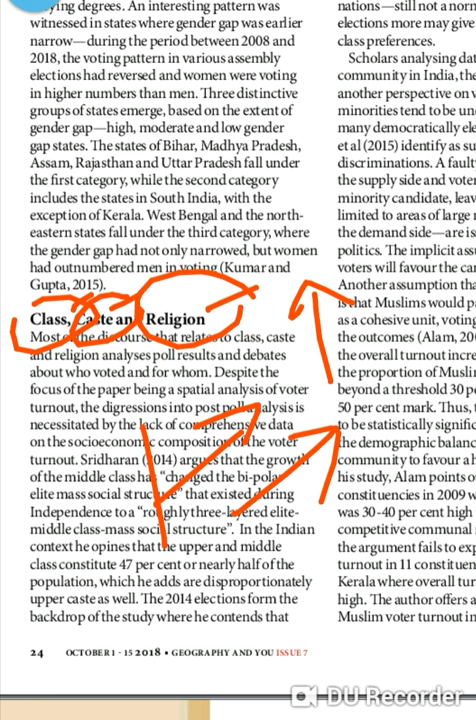 degrees. An interesting pattern was
witnessed in states where gender gap was earlier
narrow—during the period between 2008 and
2018, the voting pattern in various assembly
elections had reversed and women were voting
in higher numbers than men. Three distinctive
groups of states emerge, based on the extent of
gender gap—high, moderate and low gender
gap states. The states of Bihar, Madhya Pradesh,
Assam, Rajasthan and Uttar Pradesh fall under
the first category, while the second category
includes the states in South India, with the
exception of Kerala. West Bengal and the north-
eastern states fall under the third category, where
the gender gap had not only narrowed, but women
had outnumbered men in voting (Kumar and
Gupta, 2015).
Class, Caste and Religion
Most of the discourse that relates to class, caste
and religion analyses poll results and debates
about who voted and for whom. Despite the
focus of the paper being a spatial analysis of voter
turnout, the digressions into post poll analysis is
necessitated by the lack of comprehensive data
on the socioeconomic composition of the voter
turnout. Sridharan (2014) argues that the growth
of the middle class has “changed the bi-polar
elite mass social structure” that existed during
Independence to a “roughly three-layered elite-
middle class-mass social structure”. In the Indian
context he opines that the upper and middle
class constitute 47 per cent or nearly half of the
population, which he adds are disproportionately
upper caste as well. The 2014 elections form the
backdrop of the study where he contends that
nations—still not a nor
elections more may give
class preferences.
Scholars analysing dat
community in India, the
another perspective on v
minorities tend to be un
many democratically ele
et al (2015) identify as su
discriminations. A fault
the supply side and voter
minority candidate, leav
limited to areas of large
the demand side—are is
politics. The implicit ass
voters will favour the ca
Another assumption tha
is that Muslims would p
as a cohesive unit, voting
the outcomes (Alam, 20
the overall turnout incre
the proportion of Musli
beyond a threshold 30 p
50 per cent mark. Thus,
to be statistically signific
the demographic balanc
community to favour a h
his study, Alam points o
constituencies in 2009 w
was 30-40 per cent high
competitive communal
the argument fails to exp
turnout in 11 constituen
Kerala where overall tur
high. The author offers a
Muslim voter turnout in
24 OCTOBER 1 - 15 2018 • GEOGRAPHY AND YOU ISSUE 7
DU Recorder